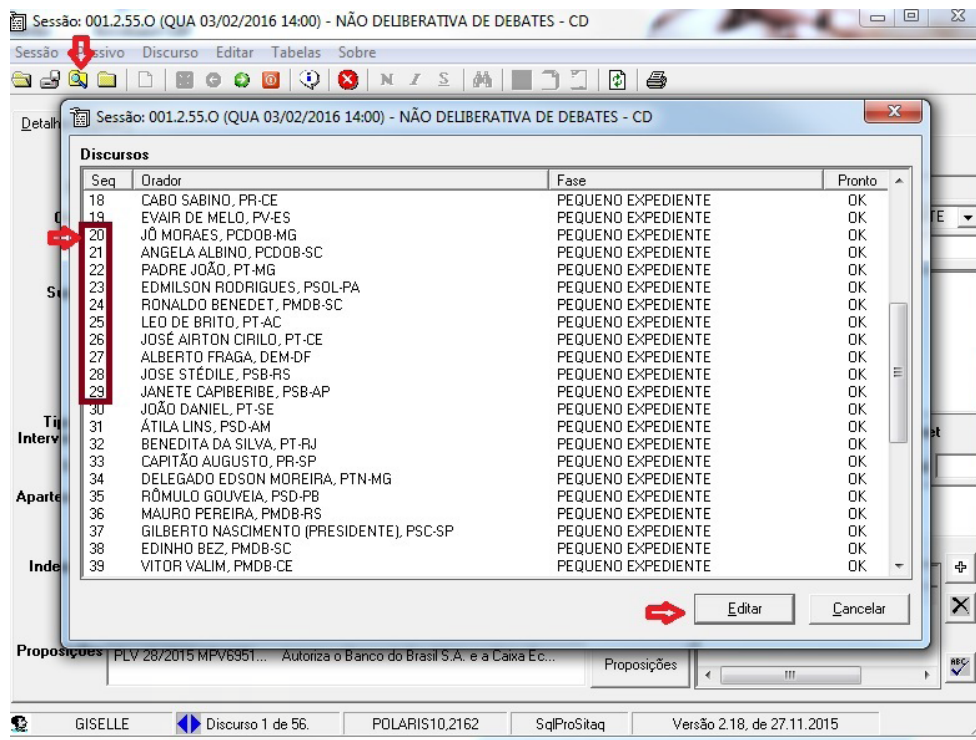 Sessão: 001.2.55.O (QUA 03/02/2016 14:00) - NÃO DELIBERATIVA DE DEBATES - CD
Sessão Discurso Editar Tabelas Sobre
N I S
Sessão: 001.2.55.O (QUA 03/02/2016 14:00) - NÃO DELIBERATIVA DE DEBATES - CD
Discursos
Seq Orador Fase Pronto
18 CABO SABINO, PR-CE PEQUENO EXPEDIENTE OK
19 EVAIR DE MELO, PV-ES PEQUENO EXPEDIENTE OK
20 JÔ MORAES, PCDOB-MG PEQUENO EXPEDIENTE OK
21 ANGELA ALBINO, PCDOB-SC PEQUENO EXPEDIENTE OK
22 PADRE JOÃO, PT-MG PEQUENO EXPEDIENTE OK
23 EDMILSON RODRIGUES, PSOL-PA PEQUENO EXPEDIENTE OK
24 RONALDO BENEDET, PMDB-SC PEQUENO EXPEDIENTE OK
25 LEO DE BRITO, PT-AC PEQUENO EXPEDIENTE OK
26 JOSÉ AIRTON CIRILO, PT-CE PEQUENO EXPEDIENTE OK
27 ALBERTO FRAGA, DEM-DF PEQUENO EXPEDIENTE OK
28 JOSE STÉDILE, PSB-RS PEQUENO EXPEDIENTE OK
29 JANETE CAPIBERIBE, PSB-AP PEQUENO EXPEDIENTE OK
30 JOÃO DANIEL, PT-SE PEQUENO EXPEDIENTE OK
31 ÁTILA LINS, PSD-AM PEQUENO EXPEDIENTE OK
32 BENEDITA DA SILVA, PT-RJ PEQUENO EXPEDIENTE OK
33 CAPITÃO AUGUSTO, PR-SP PEQUENO EXPEDIENTE OK
34 DELEGADO EDSON MOREIRA, PTN-MG PEQUENO EXPEDIENTE OK
35 RÔMULO GOUVEIA, PSD-PB PEQUENO EXPEDIENTE OK
36 MAURO PEREIRA, PMDB-RS PEQUENO EXPEDIENTE OK
37 GILBERTO NASCIMENTO (PRESIDENTE), PSC-SP PEQUENO EXPEDIENTE OK
38 EDINHO BEZ, PMDB-SC PEQUENO EXPEDIENTE OK
39 VITOR VALIM, PMDB-CE PEQUENO EXPEDIENTE OK
Editar Cancelar
Detalh
Ti
Interv
Aparte
Inde
Proposições PLV 28/2015 MPV6951... Autoriza o Banco do Brasil S.A. e a Caixa Ec... Proposições
ABC
GISELLE Discurso 1 de 56. POLARIS10,2162 SqlProSitaq Versão 2.18, de 27.11.2015